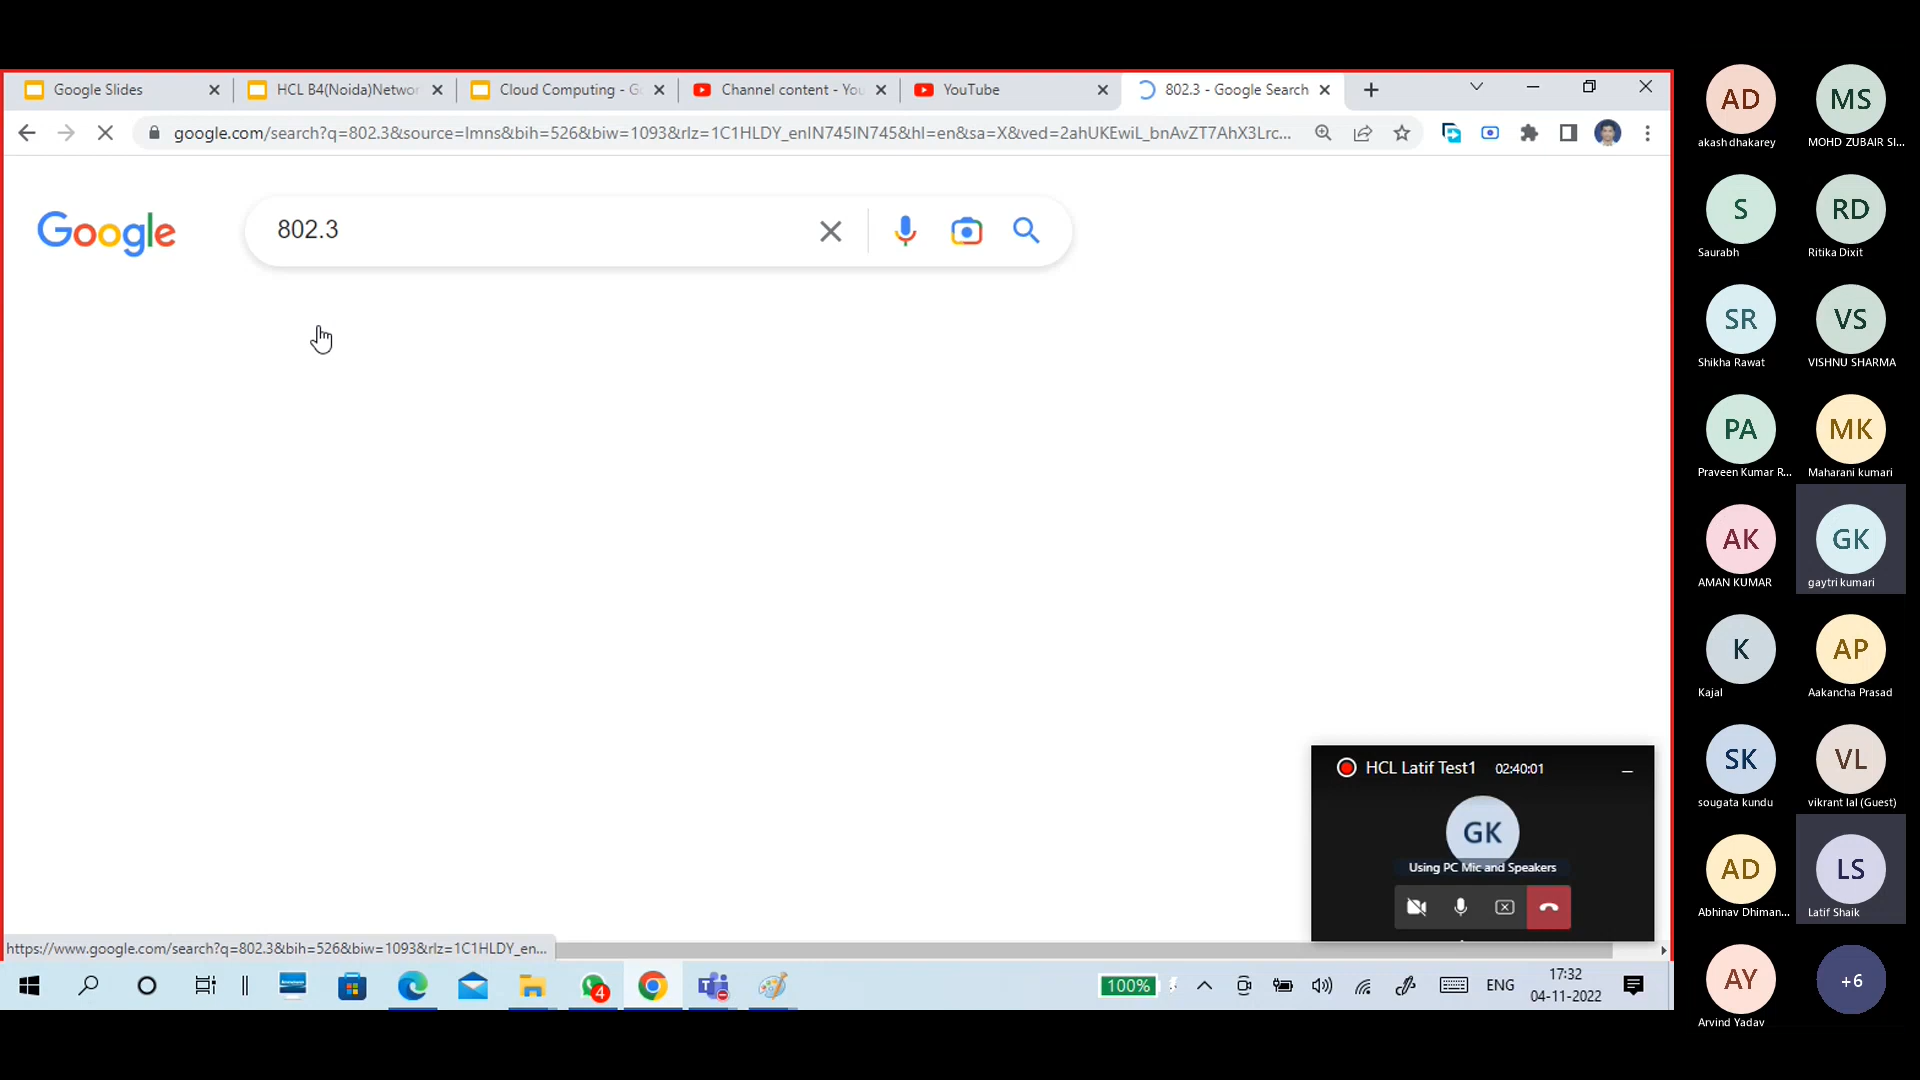 Google Slides
HCL B4(Noida)Networ
Cloud Computing - G
Channel content - You
YouTube
802.3 - Google Search
google.com/search?q=802.3&source=lmns&bih=526&biw=1093&rlz=1C1HLDY_enIN745IN745&hl=en&sa=X&ved=2ahUKEwiL_bnAvZT7AhX3Lrc...
Google
802.3
HCL Latif Test1 02:40:01
GK
Using PC Mic and Speakers
https://www.google.com/search?q=802.3&bih=526&biw=1093&rlz=1C1HLDY_en...
4
100%
ENG
17:32
04-11-2022
AD
akash dhakarey
MS
MOHD ZUBAIR SI...
S
Saurabh
RD
Ritika Dixit
SR
Shikha Rawat
VS
VISHNU SHARMA
PA
Praveen Kumar R...
MK
Maharani kumari
AK
AMAN KUMAR
GK
gaytri kumari
K
Kajal
AP
Aakancha Prasad
SK
sougata kundu
VL
vikrant lal (Guest)
AD
Abhinav Dhiman...
LS
Latif Shaik
AY
Arvind Yadav
+6